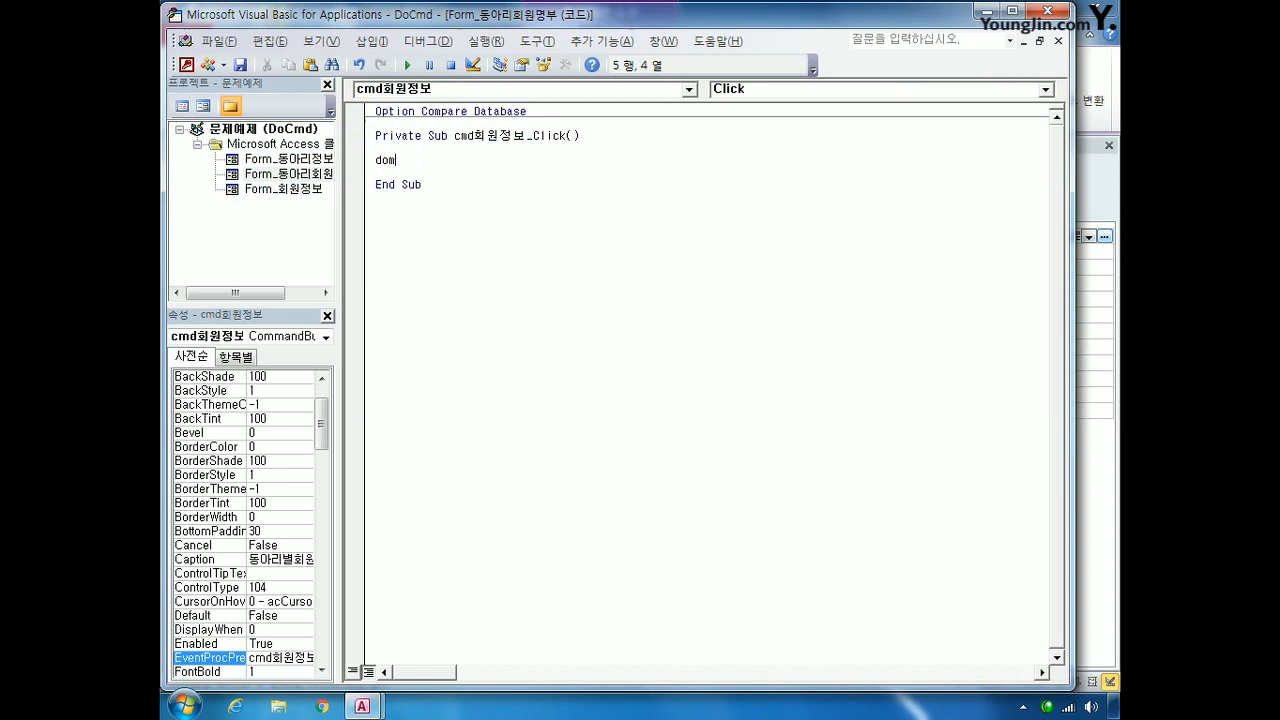 Microsoft Visual Basic for Applications - DoCmd - [Form_동아리회원명부 (코드)]
YoungJin.com Y.
파일(F) 편집(E) 보기(V) 삽입(I) 디버그(D) 실행(R) 도구(T) 추가 기능(A) 창(W) 도움말(H)
질문을 입력하십시오.
5 행, 4 열
프로젝트 - 문제예제
cmd회원정보
Click
변환
문제예제 (DoCmd)
Microsoft Access 클
Form_동아리정보
Form_동아리회원
Form_회원정보
Option Compare Database
Private Sub cmd회원정보_Click()
dom
End Sub
속성 - cmd회원정보
cmd회원정보 CommandBu
사전순 항목별
BackShade 100
BackStyle 1
BackThemeC -1
BackTint 100
Bevel 0
BorderColor 0
BorderShade 100
BorderStyle 1
BorderTheme -1
BorderTint 100
BorderWidth 0
BottomPaddin 30
Cancel False
Caption 동아리별회원
ControlTipTex
ControlType 104
CursorOnHov 0 - acCurso
Default False
DisplayWhen 0
Enabled True
EventProcPre cmd회원정보
FontBold 1